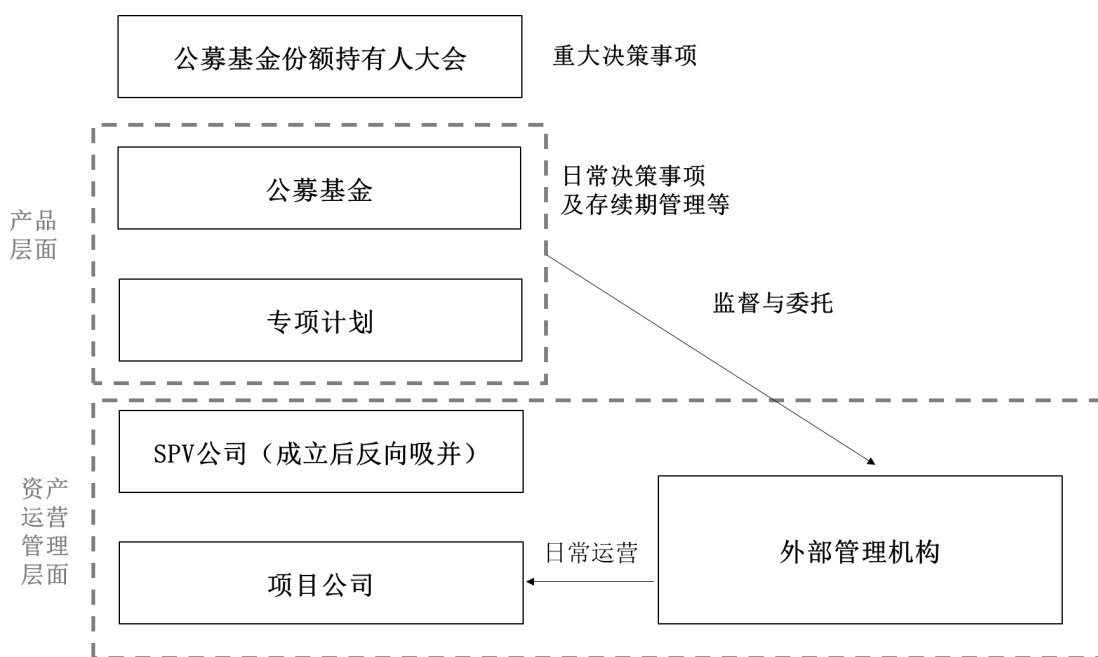 公募基金份额持有人大会
重大决策事项
公募基金
日常决策事项
及存续期管理等
产品
层面
专项计划
监督与委托
SPV公司（成立后反向吸并）
资产
运营
管理
层面
外部管理机构
日常运营
项目公司